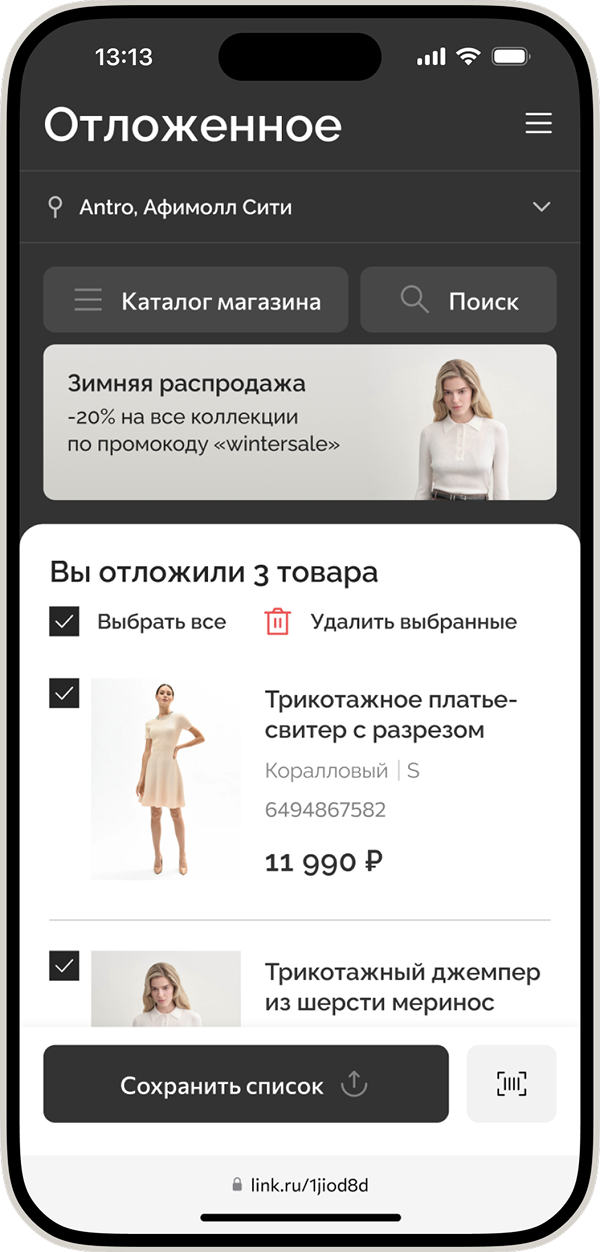 13:13
Отложенное
Antro, Афимолл Сити
Каталог магазина
Поиск
Зимняя распродажа
-20% на все коллекции
по промокоду «wintersale»
Вы отложили 3 товара
Выбрать все
Удалить выбранные
Трикотажное платье-
свитер с разрезом
Коралловый | S
6494867582
11 990 ₽
Трикотажный джемпер
из шерсти меринос
Сохранить список
link.ru/1jiod8d